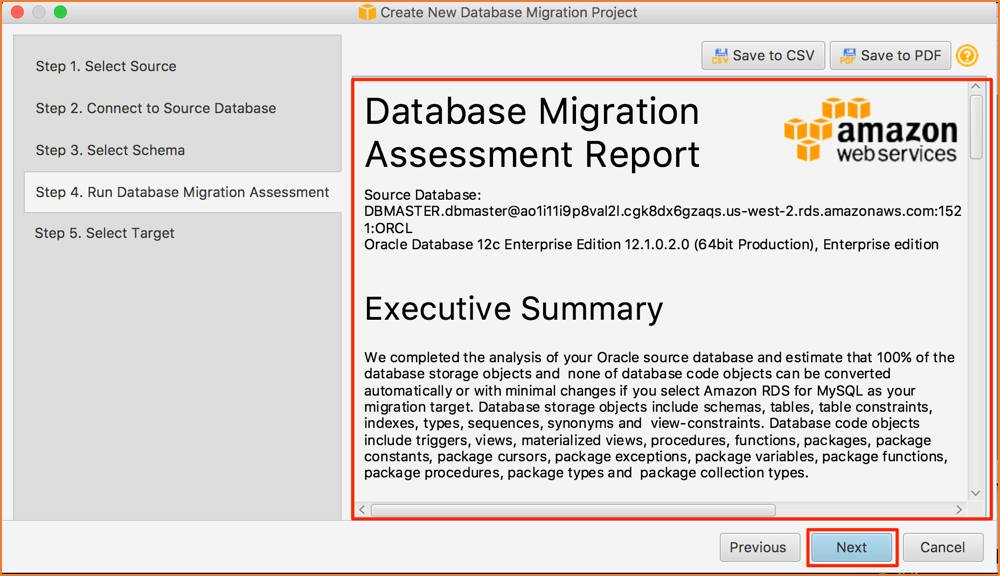 Create New Database Migration Project
Step 1. Select Source
Step 2. Connect to Source Database
Step 3. Select Schema
Step 4. Run Database Migration Assessment
Step 5. Select Target
CSV Save to CSV
PDF Save to PDF
?
Database Migration
Assessment Report
amazon
web services
Source Database:
DBMASTER.dbmaster@ao1i11i9p8val2l.cgk8dx6gzaqs.us-west-2.rds.amazonaws.com:152
1:ORCL
Oracle Database 12c Enterprise Edition 12.1.0.2.0 (64bit Production), Enterprise edition
Executive Summary
We completed the analysis of your Oracle source database and estimate that 100% of the
database storage objects and  none of database code objects can be converted
automatically or with minimal changes if you select Amazon RDS for MySQL as your
migration target. Database storage objects include schemas, tables, table constraints,
indexes, types, sequences, synonyms and  view-constraints. Database code objects
include triggers, views, materialized views, procedures, functions, packages, package
constants, package cursors, package exceptions, package variables, package functions,
package procedures, package types and  package collection types.
Previous
Next
Cancel